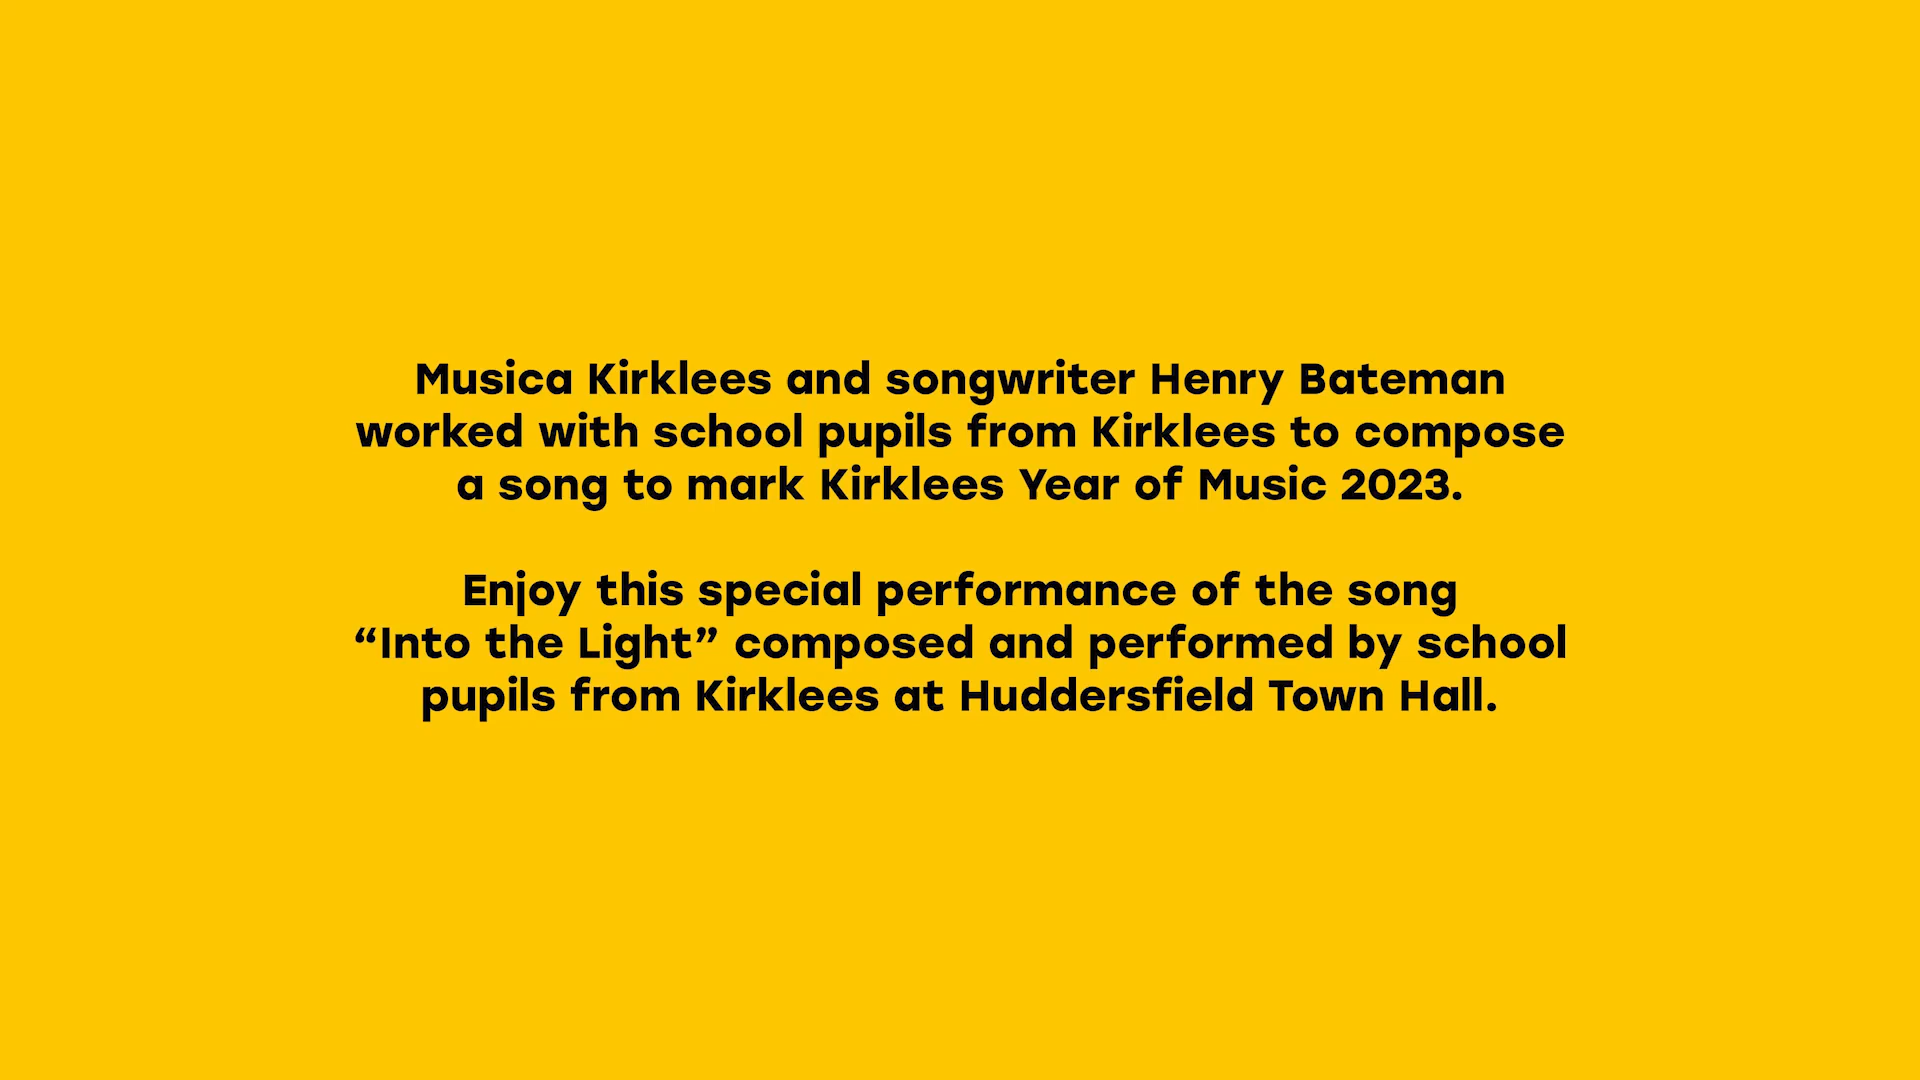 Musica Kirklees and songwriter Henry Bateman
worked with school pupils from Kirklees to compose
a song to mark Kirklees Year of Music 2023.
Enjoy this special performance of the song
“Into the Light” composed and performed by school
pupils from Kirklees at Huddersfield Town Hall.